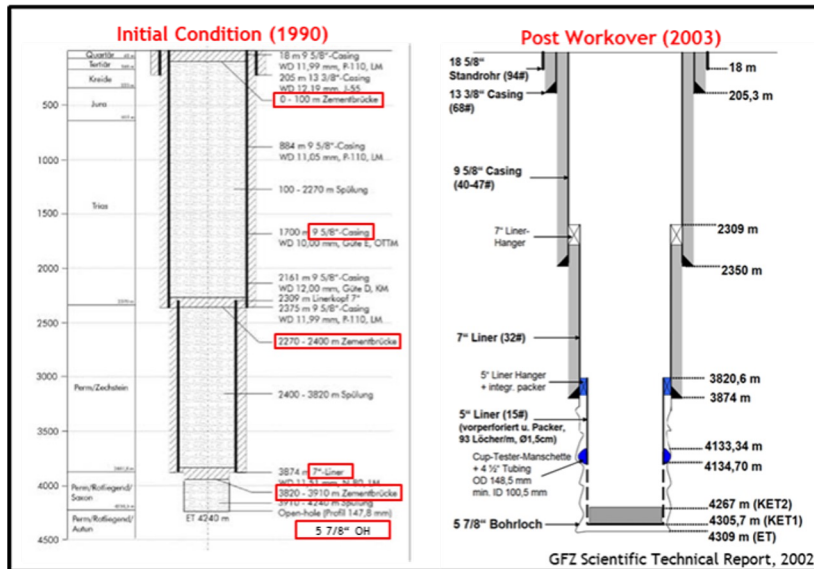 Initial Condition (1990)
Quartär
Tertiär
Kreide
Jura
Trias
Perm/Zechstein
Perm/Rotliegend/
Saxon
Perm/Rotliegend/
Autun
500
1000
1500
2000
2500
3000
3500
4000
4500
18 m 9 5/8"-Casing
WD 11,99 mm, P-110, LM
205 m 13 3/8"-Casing
WD 12,19 mm, J-55
0 - 100 m Zementbrücke
884 m 9 5/8"-Casing
WD 11,05 mm, P-110, LM
100 - 2270 m Spülung
1700 m 9 5/8"-Casing
WD 10,00 mm, Güte E, OTTM
2161 m 9 5/8"-Casing
WD 12,00 mm, Güte D, KM
2309 m Linerkopf 7"
2375 m 9 5/8"-Casing
WD 11,99 mm, P-110, LM
2270 - 2400 m Zementbrücke
2400 - 3820 m Spülung
3874 m 7"-Liner
WD 11,51 mm, N-80, LM
3820 - 3910 m Zementbrücke
3910 - 4240 m Spülung
Open-hole (Profil 147,8 mm)
ET 4240 m
5 7/8" OH
Post Workover (2003)
18 5/8"
Standrohr (94#)
13 3/8" Casing
(68#)
9 5/8" Casing
(40-47#)
7" Liner-
Hanger
7" Liner (32#)
5" Liner Hanger
+ integr. packer
5" Liner (15#)
(vorperforiert u. Packer,
93 Löcher/m, Ø1,5cm)
Cup-Tester-Manschette
+ 4 ½" Tubing
OD 148,5 mm
min. ID 100,5 mm
5 7/8" Bohrloch
18 m
205,3 m
2309 m
2350 m
3820,6 m
3874 m
4133,34 m
4134,70 m
4267 m (KET2)
4305,7 m (KET1)
4309 m (ET)
GFZ Scientific Technical Report, 2002